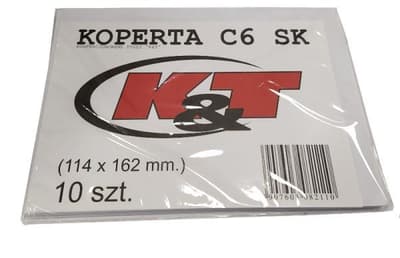 KOPERTA C6 SK
K&T
(114 x 162 mm.)
10 szt.